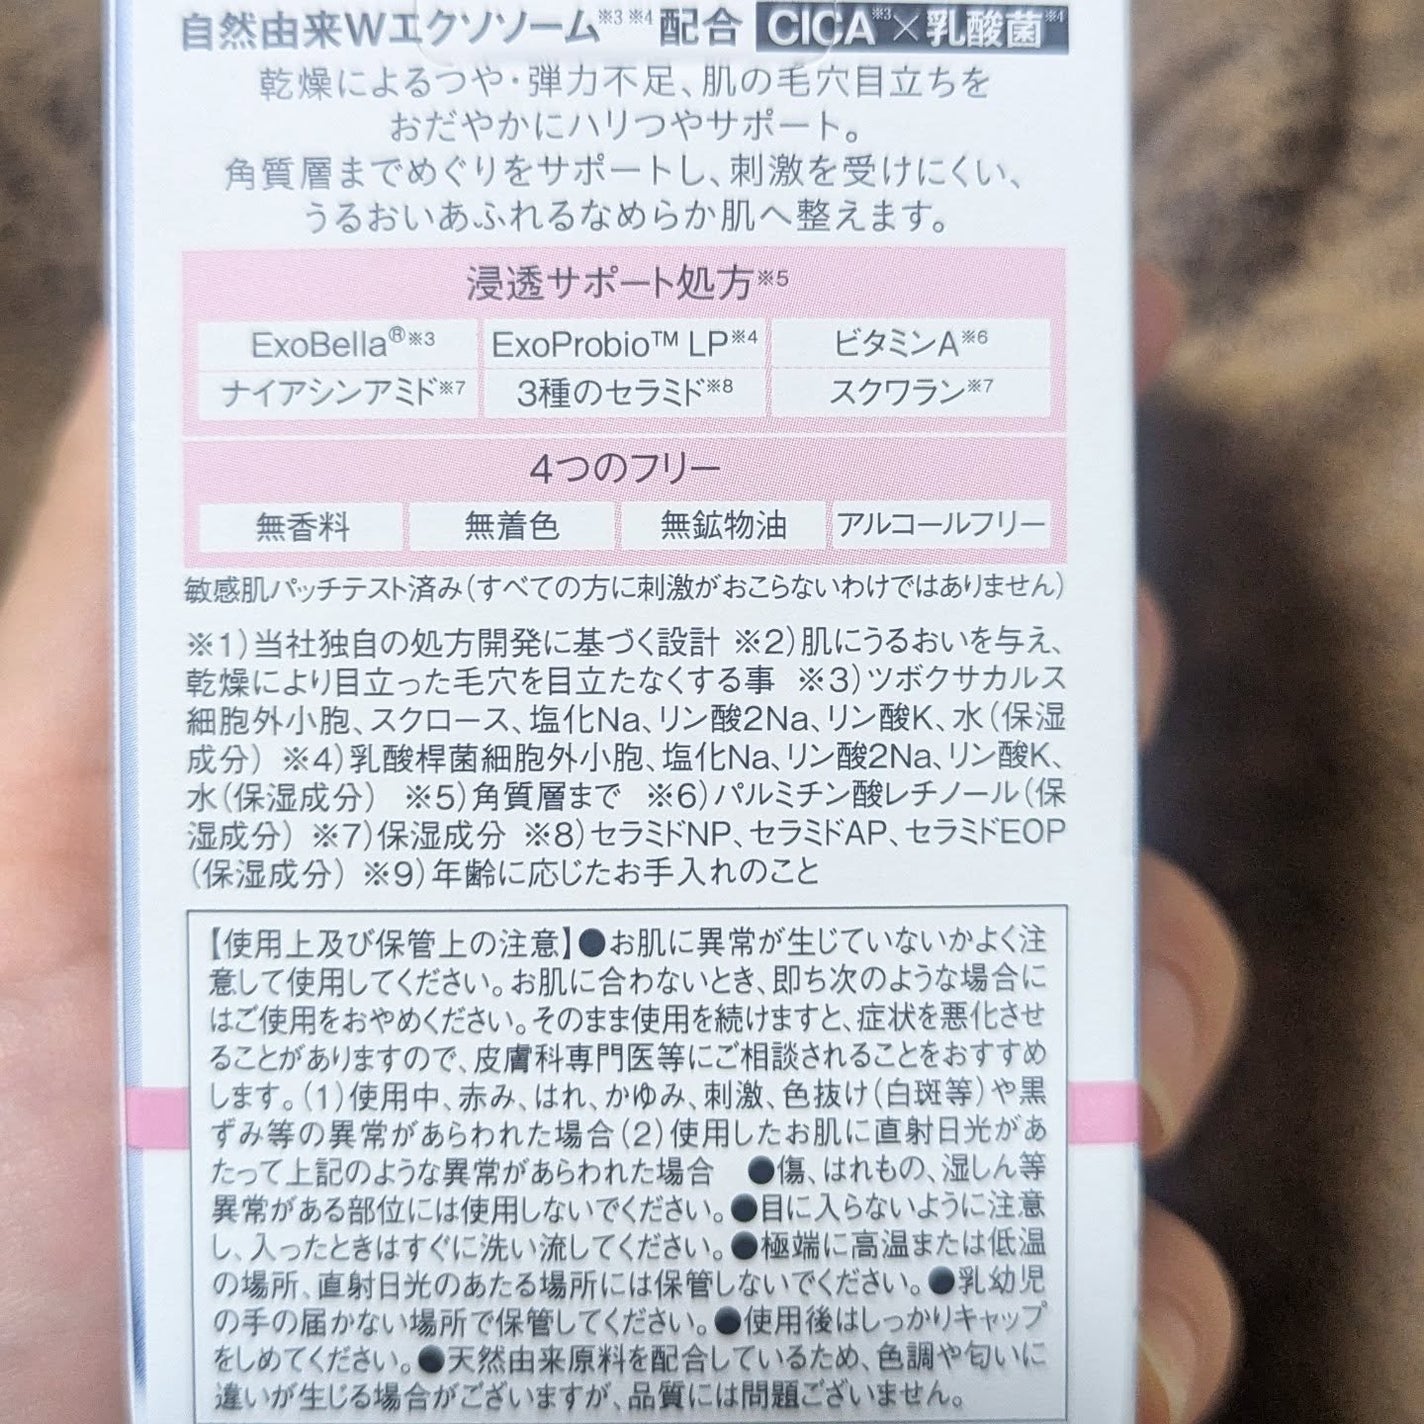 自然由来Wエクソソーム※3 ※4 配合 CICA※3×乳酸菌※4
乾燥によるつや・弾力不足、肌の毛穴目立ちを
おだやかにハリつやサポート。
角質層までめぐりをサポートし、刺激を受けにくい、
うるおいあふれるなめらか肌へ整えます。
浸透サポート処方※5
ExoBella®※3 ExoProbio™ LP※4 ビタミンA※6
ナイアシンアミド※7 3種のセラミド※8 スクワラン※7
4つのフリー
無香料 無着色 無鉱物油 アルコールフリー
敏感肌パッチテスト済み(すべての方に刺激がおこらないわけではありません)
※1)当社独自の処方開発に基づく設計 ※2)肌にうるおいを与え、
乾燥により目立った毛穴を目立たなくする事 ※3)ツボクサカルス
細胞外小胞、スクロース、塩化Na、リン酸2Na、リン酸K、水(保湿
成分) ※4)乳酸桿菌細胞外小胞、塩化Na、リン酸2Na、リン酸K、
水(保湿成分) ※5)角質層まで ※6)パルミチン酸レチノール(保
湿成分) ※7)保湿成分 ※8)セラミドNP、セラミドAP、セラミドEOP
(保湿成分) ※9)年齢に応じたお手入れのこと
【使用上及び保管上の注意】●お肌に異常が生じていないかよく注
意して使用してください。お肌に合わないとき、即ち次のような場合に
はご使用をおやめください。そのまま使用を続けますと、症状を悪化させ
ることがありますので、皮膚科専門医等にご相談されることをおすすめ
します。(1)使用中、赤み、はれ、かゆみ、刺激、色抜け(白斑等)や黒
ずみ等の異常があらわれた場合(2)使用したお肌に直射日光があ
たって上記のような異常があらわれた場合 ●傷、はれもの、湿しん等
異常がある部位には使用しないでください。●目に入らないように注意
し、入ったときはすぐに洗い流してください。●極端に高温または低温
の場所、直射日光のあたる場所には保管しないでください。●乳幼児
の手の届かない場所で保管してください。●使用後はしっかりキャップ
をしめてください。●天然由来原料を配合しているため、色調や匂いに
違いが生じる場合がございますが、品質には問題ございません。